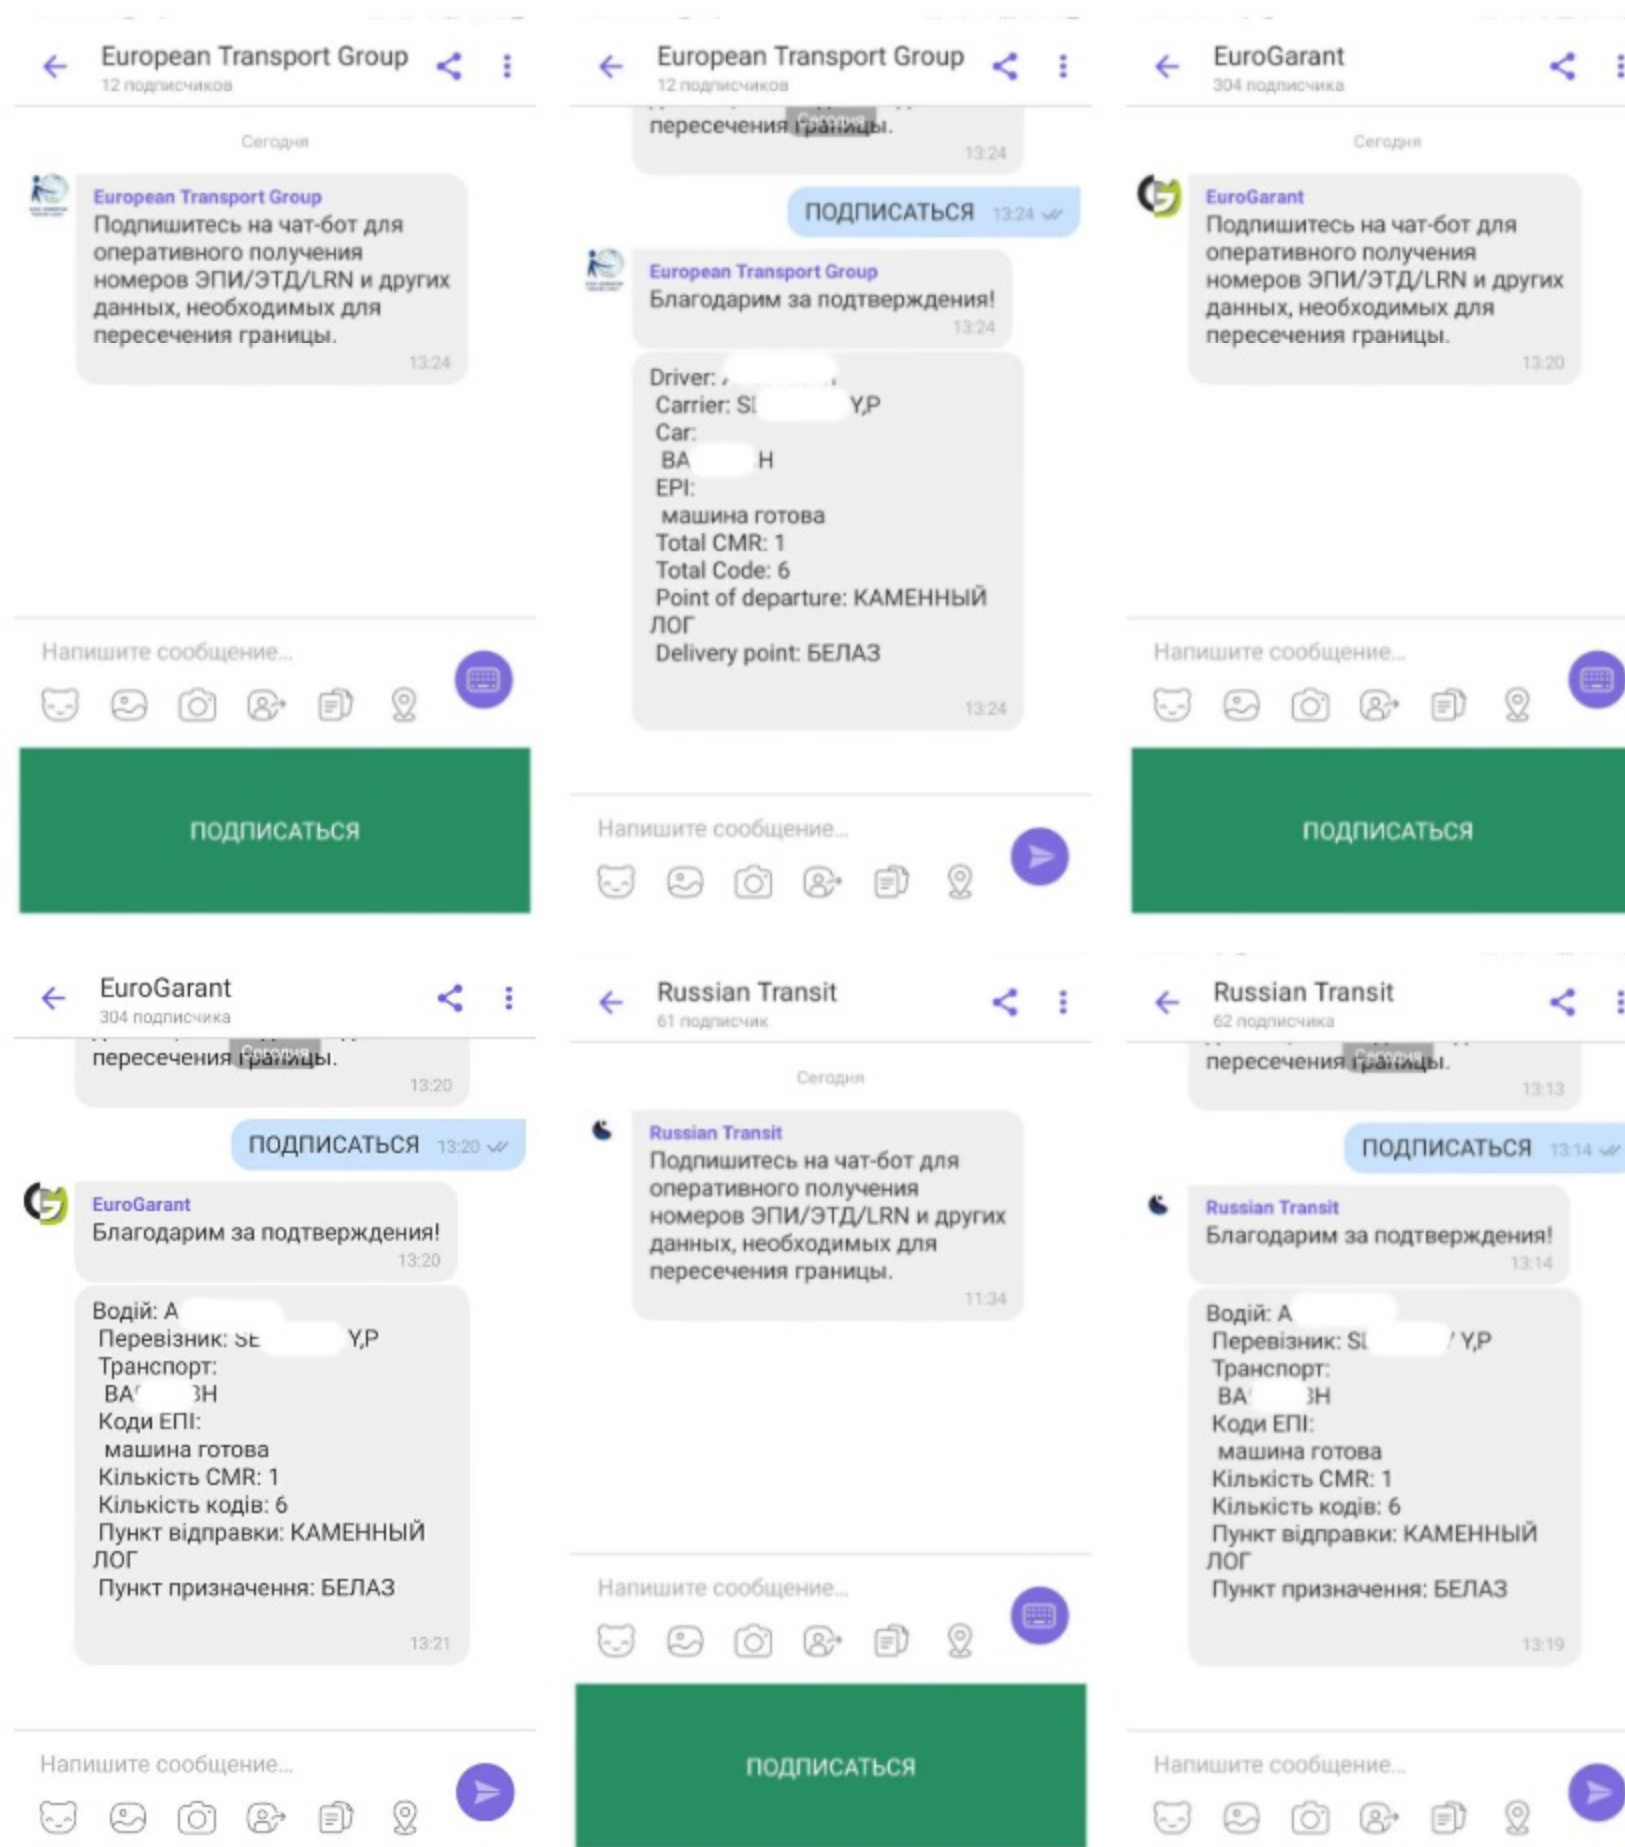 European Transport Group
12 подписчиков
Сегодня
European Transport Group
Подпишитесь на чат-бот для
оперативного получения
номеров ЭПИ/ЭТД/LRN и других
данных, необходимых для
пересечения границы.
13:24
Напишите сообщение...
ПОДПИСАТЬСЯ
European Transport Group
12 подписчиков
Сегодня
пересечения границы.
13:24
ПОДПИСАТЬСЯ 13:24
European Transport Group
Благодарим за подтверждения!
13:24
Driver:
Carrier: Y,P
Car:
BA H
EPI:
машина готова
Total CMR: 1
Total Code: 6
Point of departure: КАМЕННЫЙ
ЛОГ
Delivery point: БЕЛАЗ
13:24
Напишите сообщение...
EuroGarant
304 подписчика
Сегодня
EuroGarant
Подпишитесь на чат-бот для
оперативного получения
номеров ЭПИ/ЭТД/LRN и других
данных, необходимых для
пересечения границы.
13:20
Напишите сообщение...
ПОДПИСАТЬСЯ
EuroGarant
304 подписчика
Сегодня
пересечения границы.
13:20
ПОДПИСАТЬСЯ 13:20
EuroGarant
Благодарим за подтверждения!
13:20
Водій: А
Перевізник: SE Y,P
Транспорт:
BA H
Коди ЕПІ:
машина готова
Кількість CMR: 1
Кількість кодів: 6
Пункт відправки: КАМЕННЫЙ
ЛОГ
Пункт призначення: БЕЛАЗ
13:21
Напишите сообщение...
Russian Transit
61 подписчик
Сегодня
Russian Transit
Подпишитесь на чат-бот для
оперативного получения
номеров ЭПИ/ЭТД/LRN и других
данных, необходимых для
пересечения границы.
11:34
Напишите сообщение...
ПОДПИСАТЬСЯ
Russian Transit
62 подписчика
Сегодня
пересечения границы.
13:13
ПОДПИСАТЬСЯ 13:14
Russian Transit
Благодарим за подтверждения!
13:14
Водій: А
Перевізник: Y,P
Транспорт:
BA H
Коди ЕПІ:
машина готова
Кількість CMR: 1
Кількість кодів: 6
Пункт відправки: КАМЕННЫЙ
ЛОГ
Пункт призначення: БЕЛАЗ
13:19
Напишите сообщение...